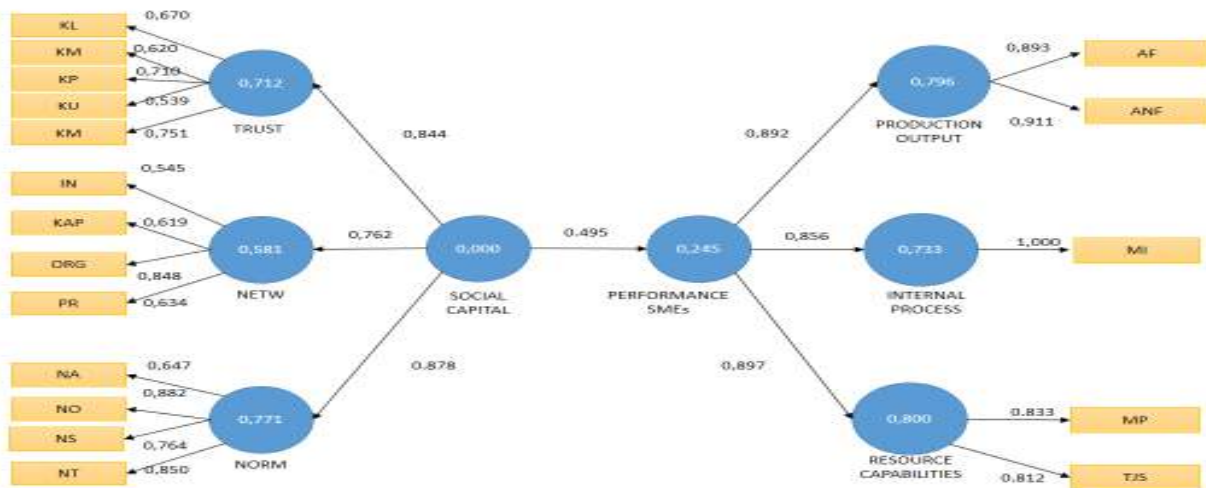 KL
0,670
KM
0,620
KP
0,710
KU
0,539
KM
0,751
0,712
TRUST
0,844
IN
0,545
KAP
0,619
ORG
0,848
PR
0,634
0,581
NETW
0,762
NA
0,647
NO
0,882
NS
0,764
NT
0,850
0,771
NORM
0.878
0,000
SOCIAL
CAPITAL
0.495
0,245
PERFORMANCE
SMEs
0,892
0,796
PRODUCTION
OUTPUT
0,893
AF
0,911
ANF
0,856
0,733
INTERNAL
PROCESS
1,000
MI
0,897
0,800
RESOURCE
CAPABILITIES
0.833
MP
0.812
TJS